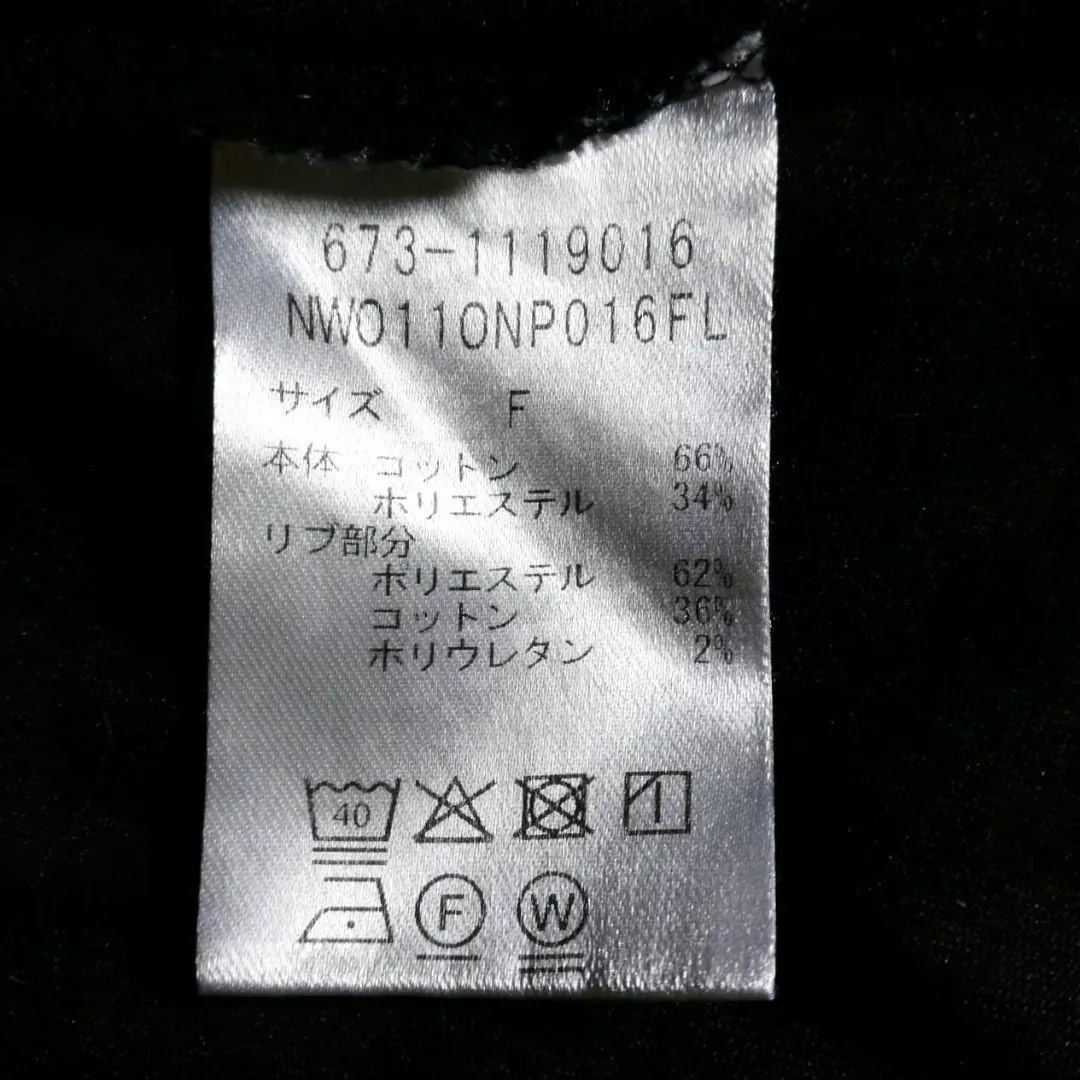 673-1119016
NW0110NP016FL
サイズ F
本体 コットン 66%
ポリエステル 34%
リブ部分
ポリエステル 62%
コットン 36%
ポリウレタン 2%
40
F W